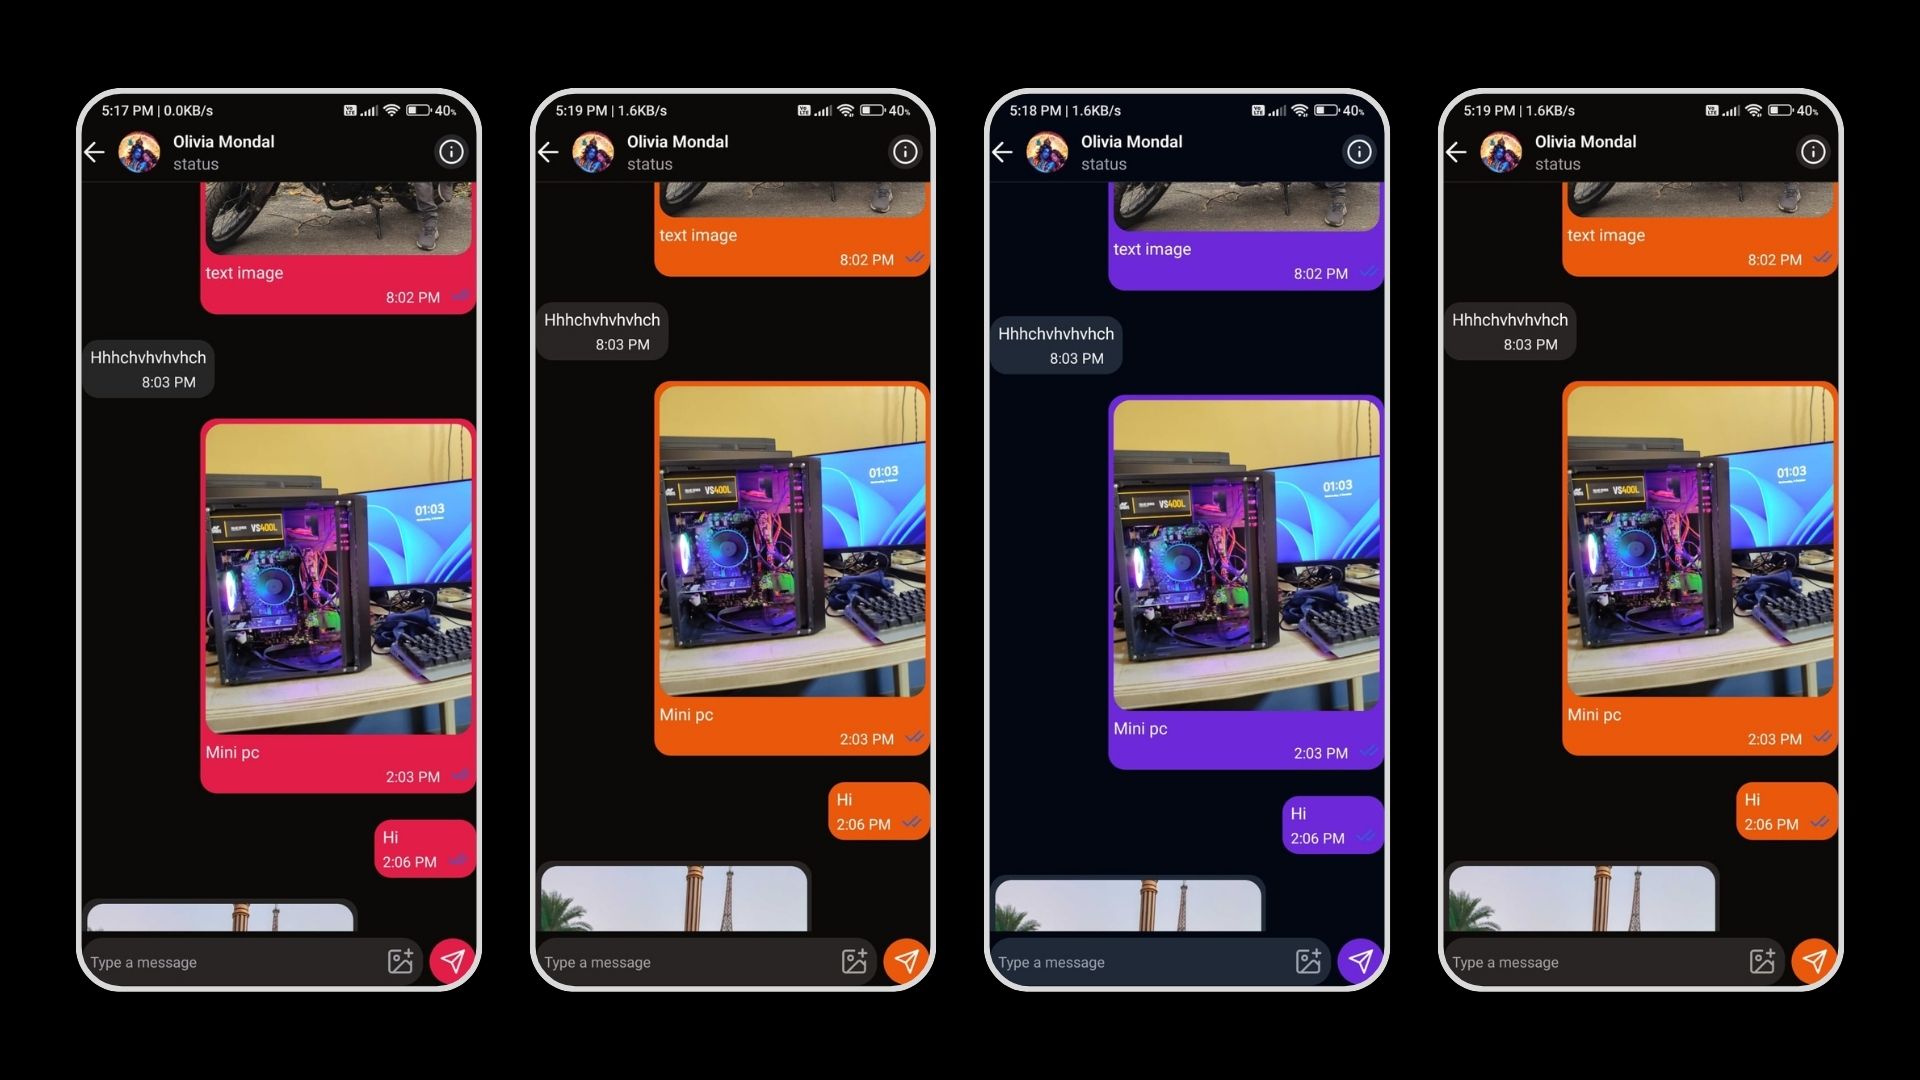 5:17 PM | 0.0KB/s
40%
Olivia Mondal
status
text image
8:02 PM
Hhhchvhvhvhch
8:03 PM
VS400L
01:03
Mini pc
2:03 PM
Hi
2:06 PM
Type a message
5:19 PM | 1.6KB/s
40%
Olivia Mondal
status
text image
8:02 PM
Hhhchvhvhvhch
8:03 PM
VS400L
01:03
Mini pc
2:03 PM
Hi
2:06 PM
Type a message
5:18 PM | 1.6KB/s
40%
Olivia Mondal
status
text image
8:02 PM
Hhhchvhvhvhch
8:03 PM
VS400L
01:03
Mini pc
2:03 PM
Hi
2:06 PM
Type a message
5:19 PM | 1.6KB/s
40%
Olivia Mondal
status
text image
8:02 PM
Hhhchvhvhvhch
8:03 PM
VS400L
01:03
Mini pc
2:03 PM
Hi
2:06 PM
Type a message